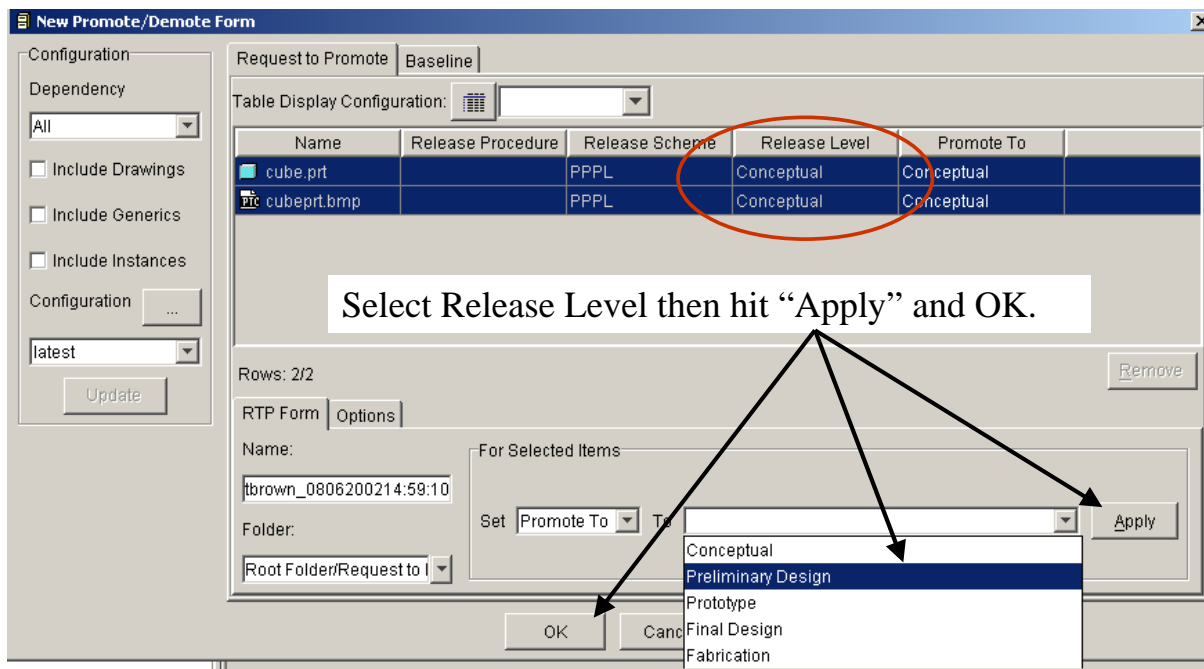 New Promote/Demote Form
Configuration
Dependency
All
Include Drawings
Include Generics
Include Instances
Configuration ...
latest
Update
Request to Promote Baseline
Table Display Configuration:
Name Release Procedure Release Scheme Release Level Promote To
cube.prt PPPL Conceptual Conceptual
PTC cubeprt.bmp PPPL Conceptual Conceptual
Select Release Level then hit “Apply” and OK.
Rows: 2/2 Remove
RTP Form Options
Name:
tbrown_0806200214:59:10
Folder:
Root Folder/Request to
For Selected Items
Set Promote To To Apply
Conceptual
Preliminary Design
Prototype
Final Design
Fabrication
OK Canc